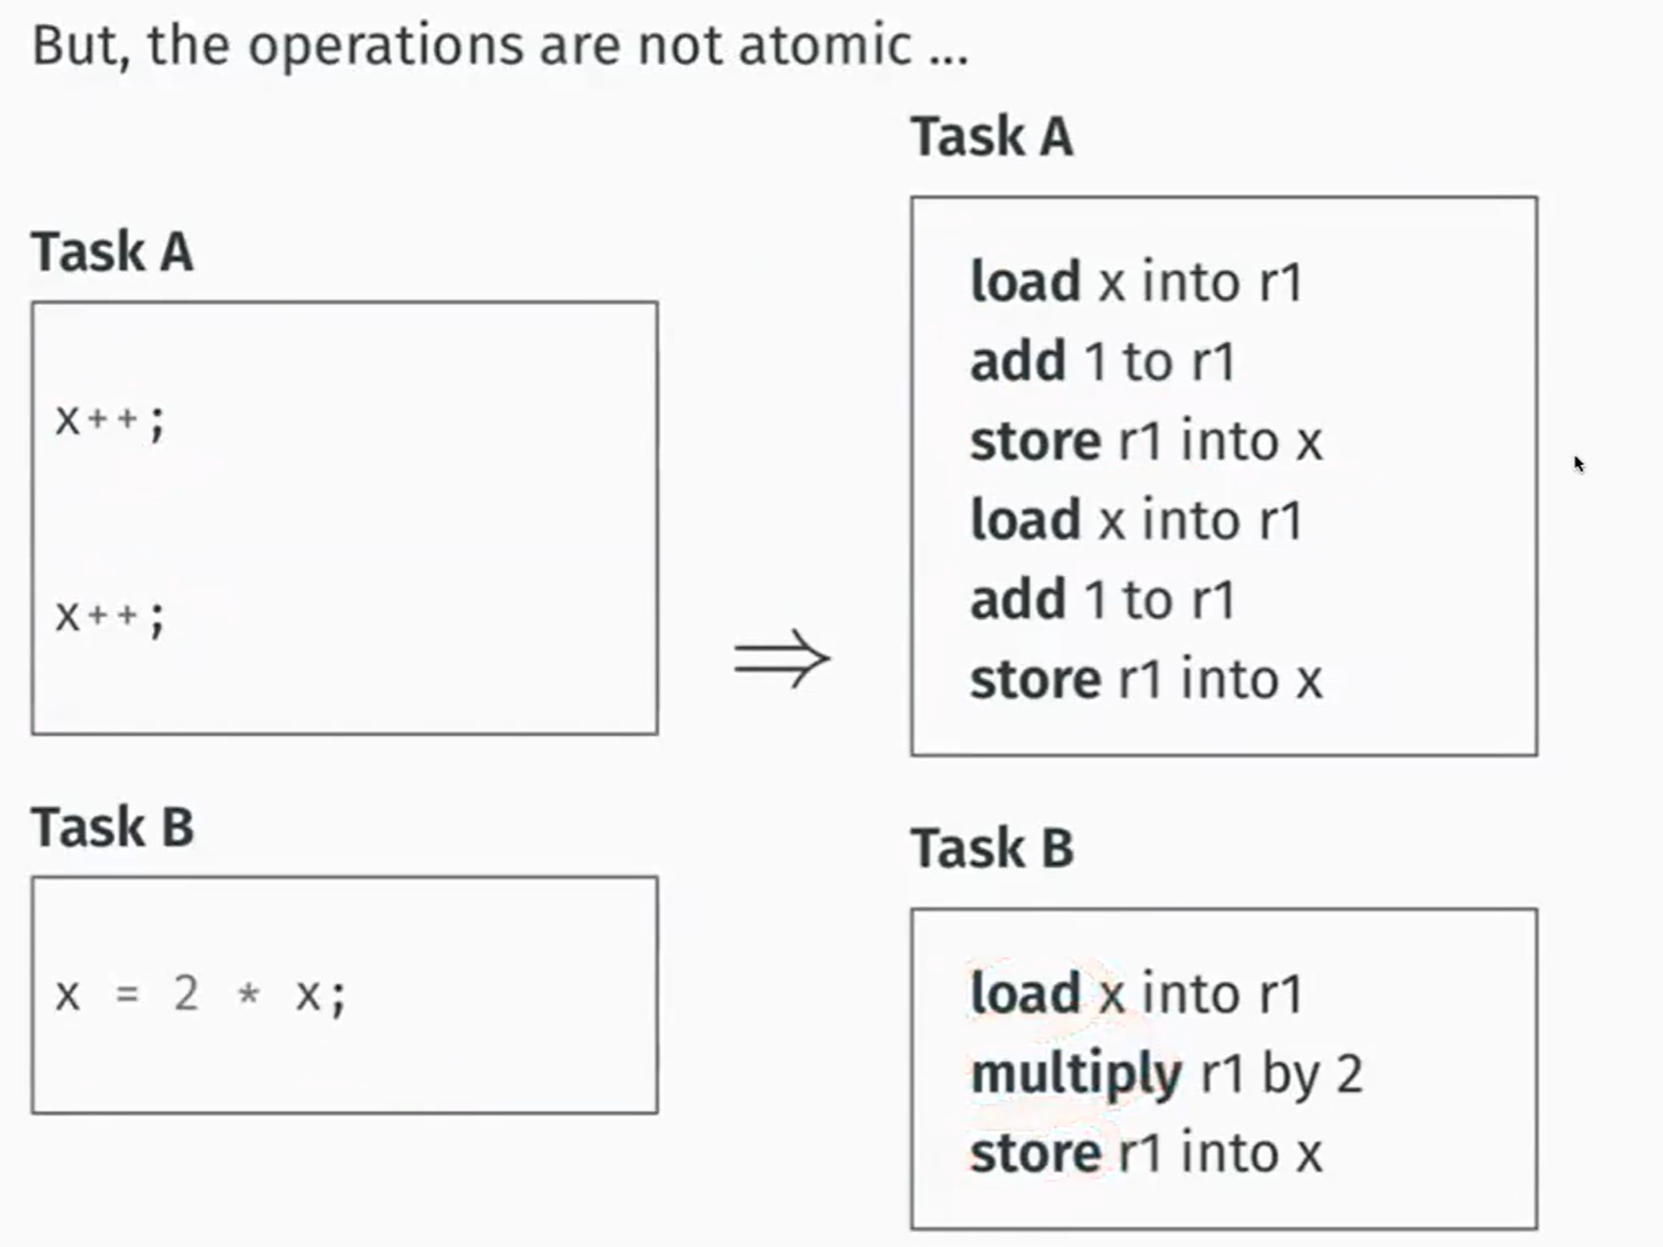 But, the operations are not atomic ...
Task A
x++;
x++;
Task B
x = 2 * x;
⇒
Task A
load x into r1
add 1 to r1
store r1 into x
load x into r1
add 1 to r1
store r1 into x
Task B
load x into r1
multiply r1 by 2
store r1 into x